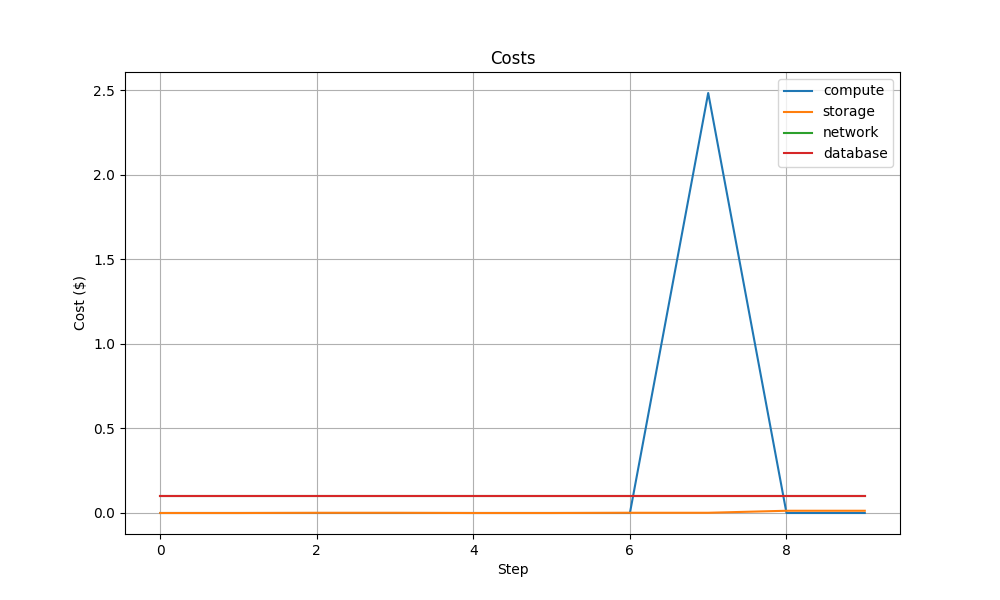 Costs
2.5
2.0
1.5
1.0
0.5
0.0
Cost ($)
compute
storage
network
database
0 2 4 6 8
Step